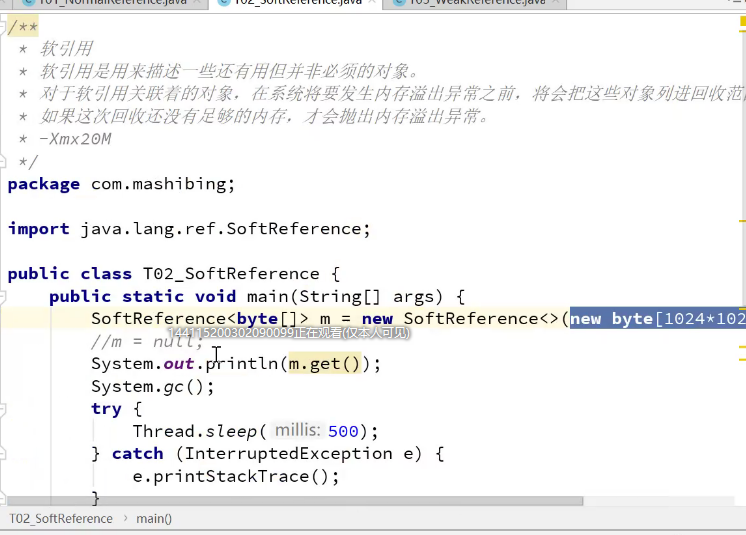 T01_NormalReference.java T02_SoftReference.java T03_WeakReference.java
/**
* 软引用
* 软引用是用来描述一些还有用但并非必须的对象。
* 对于软引用关联着的对象，在系统将要发生内存溢出异常之前，将会把这些对象列进回收范
* 如果这次回收还没有足够的内存，才会抛出内存溢出异常。
* -Xmx20M
*/
package com.mashibing;
import java.lang.ref.SoftReference;
public class T02_SoftReference {
public static void main(String[] args) {
SoftReference<byte[]> m = new SoftReference<>(new byte[1024*102
144115200302090099正在观看(仅本人可见)
//m = null;
System.out.println(m.get());
System.gc();
try {
Thread.sleep( millis: 500);
} catch (InterruptedException e) {
e.printStackTrace();
}
T02_SoftReference › main()